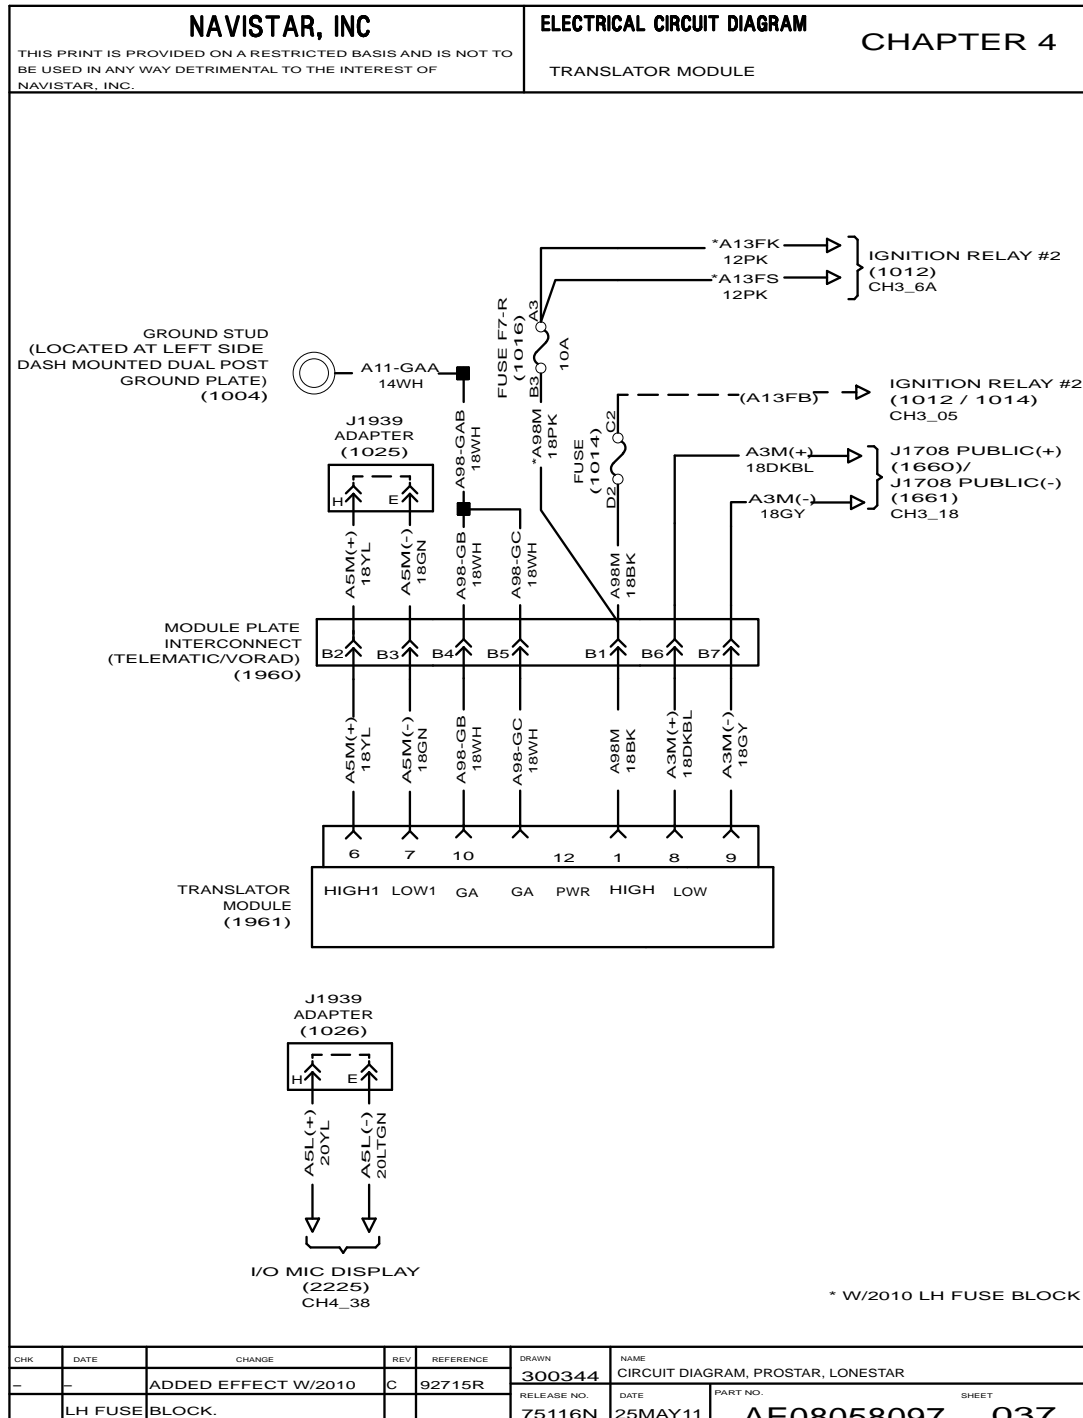 NAVISTAR, INC
THIS PRINT IS PROVIDED ON A RESTRICTED BASIS AND IS NOT TO
BE USED IN ANY WAY DETRIMENTAL TO THE INTEREST OF
NAVISTAR, INC.
ELECTRICAL CIRCUIT DIAGRAM
TRANSLATOR MODULE
CHAPTER 4
*A13FK
12PK
*A13FS
12PK
IGNITION RELAY #2
(1012)
CH3_6A
FUSE F7-R
(1016)
A3
B3
10A
GROUND STUD
(LOCATED AT LEFT SIDE
DASH MOUNTED DUAL POST
GROUND PLATE)
(1004)
A11-GAA
14WH
A98-GAB
18WH
*A98M
18PK
(A13FB)
IGNITION RELAY #2
(1012 / 1014)
CH3_05
FUSE
(1014)
C2
D2
J1939
ADAPTER
(1025)
H
E
A3M(+)
18DKBL
A3M(-)
18GY
J1708 PUBLIC(+)
(1660)/
J1708 PUBLIC(-)
(1661)
CH3_18
A5M(+)
18YL
A5M(-)
18GN
A98-GB
18WH
A98-GC
18WH
A98M
18BK
MODULE PLATE
INTERCONNECT
(TELEMATIC/VORAD)
(1960)
B2
B3
B4
B5
B1
B6
B7
A5M(+)
18YL
A5M(-)
18GN
A98-GB
18WH
A98-GC
18WH
A98M
18BK
A3M(+)
18DKBL
A3M(-)
18GY
6
7
10
12
1
8
9
TRANSLATOR
MODULE
(1961)
HIGH1
LOW1
GA
GA
PWR
HIGH
LOW
J1939
ADAPTER
(1026)
H
E
A5L(+)
20YL
A5L(-)
20LTGN
I/O MIC DISPLAY
(2225)
CH4_38
* W/2010 LH FUSE BLOCK
CHK DATE CHANGE REV REFERENCE
– – ADDED EFFECT W/2010 C 92715R
LH FUSE BLOCK.
DRAWN
300344
NAME
CIRCUIT DIAGRAM, PROSTAR, LONESTAR
RELEASE NO.
75116N
DATE
25MAY11
PART NO.
AE08058097
SHEET
037